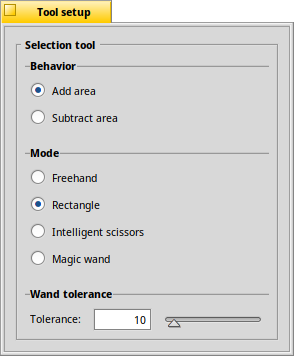 Tool setup
Selection tool
Behavior
Add area
Subtract area
Mode
Freehand
Rectangle
Intelligent scissors
Magic wand
Wand tolerance
Tolerance: 10